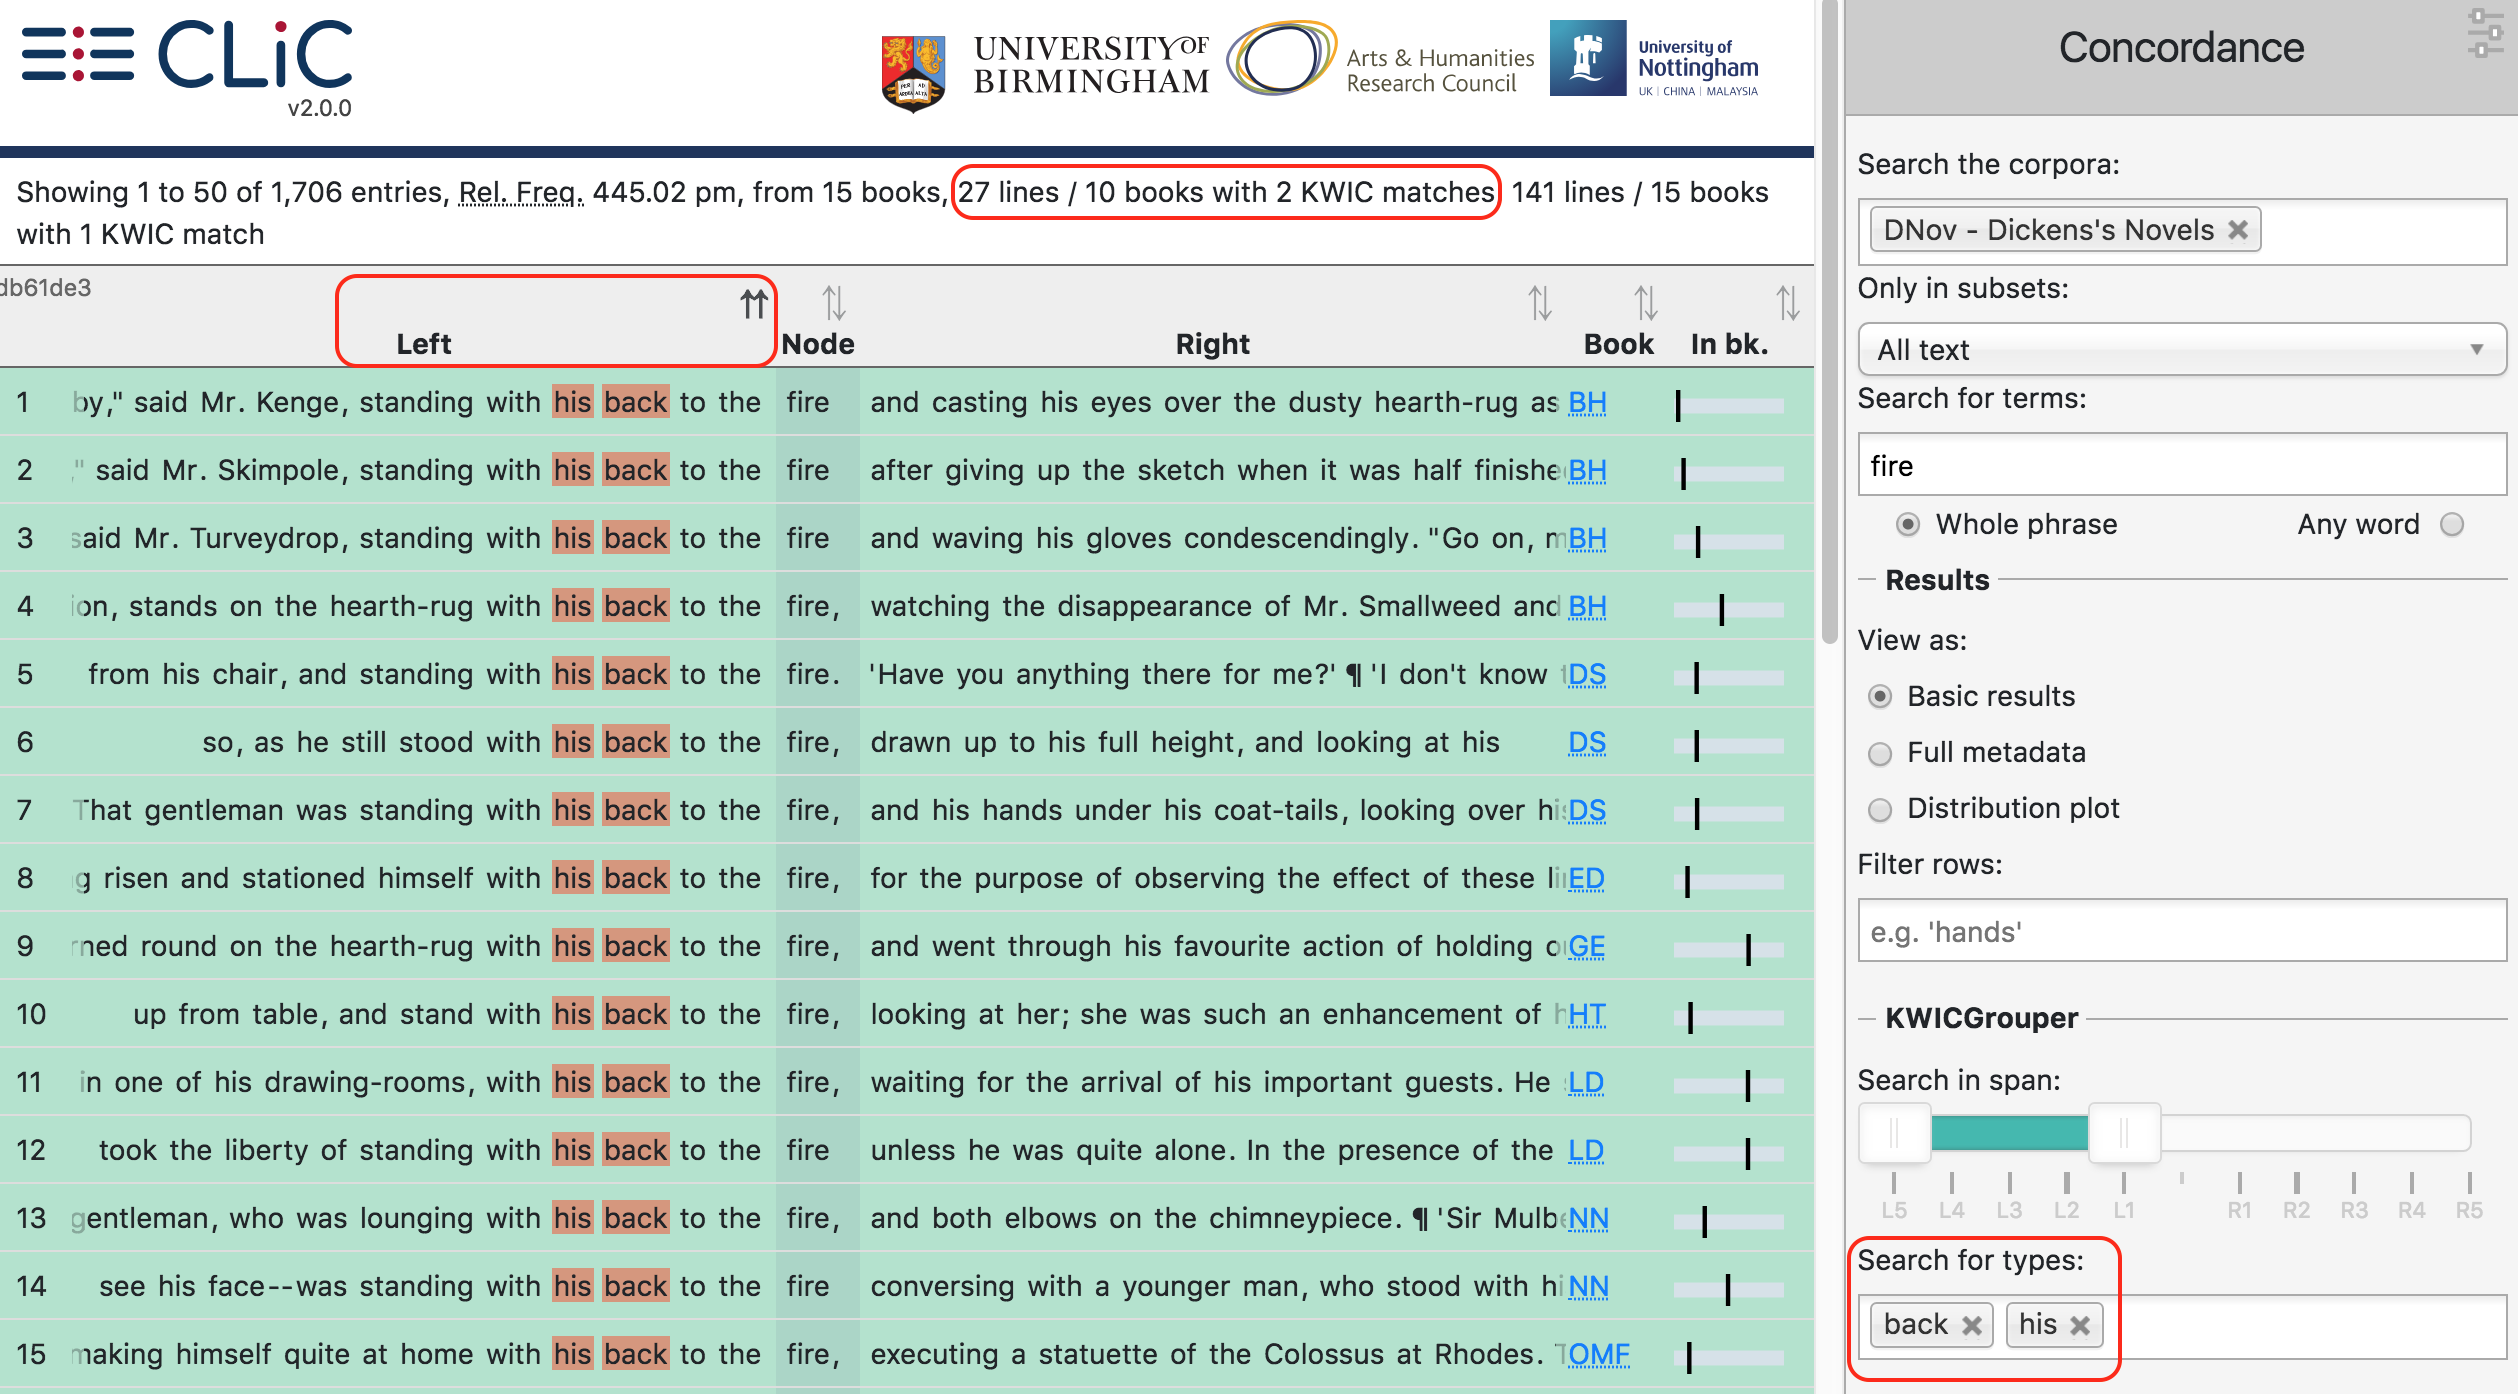 CLiC
v2.0.0
UNIVERSITY OF
BIRMINGHAM
Arts & Humanities
Research Council
University of
Nottingham
UK | CHINA | MALAYSIA
Showing 1 to 50 of 1,706 entries, Rel. Freq. 445.02 pm, from 15 books, 27 lines / 10 books with 2 KWIC matches 141 lines / 15 books
with 1 KWIC match
db61de3
Left Node Right Book In bk.
1 by," said Mr. Kenge, standing with his back to the fire and casting his eyes over the dusty hearth-rug as BH
2 ," said Mr. Skimpole, standing with his back to the fire after giving up the sketch when it was half finishe BH
3 said Mr. Turveydrop, standing with his back to the fire and waving his gloves condescendingly. "Go on, m BH
4 ion, stands on the hearth-rug with his back to the fire, watching the disappearance of Mr. Smallweed and BH
5 from his chair, and standing with his back to the fire. 'Have you anything there for me?' ¶ 'I don't know t DS
6 so, as he still stood with his back to the fire, drawn up to his full height, and looking at his DS
7 That gentleman was standing with his back to the fire, and his hands under his coat-tails, looking over his DS
8 g risen and stationed himself with his back to the fire, for the purpose of observing the effect of these li ED
9 rned round on the hearth-rug with his back to the fire, and went through his favourite action of holding o GE
10 up from table, and stand with his back to the fire, looking at her; she was such an enhancement of h HT
11 in one of his drawing-rooms, with his back to the fire, waiting for the arrival of his important guests. He s LD
12 took the liberty of standing with his back to the fire unless he was quite alone. In the presence of the LD
13 gentleman, who was lounging with his back to the fire, and both elbows on the chimneypiece. ¶ 'Sir Mulbe NN
14 see his face--was standing with his back to the fire conversing with a younger man, who stood with hi NN
15 making himself quite at home with his back to the fire, executing a statuette of the Colossus at Rhodes. T OMF
Concordance
Search the corpora:
DNov - Dickens's Novels ✖
Only in subsets:
All text
Search for terms:
fire
Whole phrase Any word
Results
View as:
Basic results
Full metadata
Distribution plot
Filter rows:
e.g. 'hands'
KWICGrouper
Search in span:
L5 L4 L3 L2 L1 R1 R2 R3 R4 R5
Search for types:
back ✖ his ✖